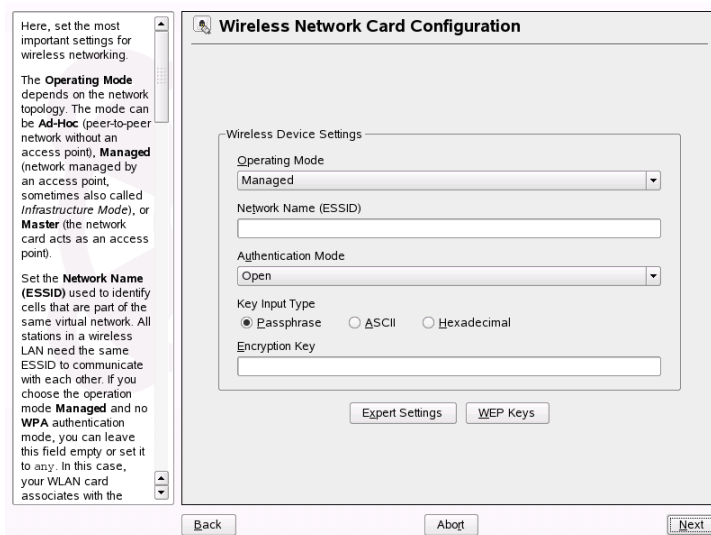 Here, set the most
important settings for
wireless networking.
The Operating Mode
depends on the network
topology. The mode can
be Ad-Hoc (peer-to-peer
network without an
access point), Managed
(network managed by
an access point,
sometimes also called
Infrastructure Mode), or
Master (the network
card acts as an access
point).
Set the Network Name
(ESSID) used to identify
cells that are part of the
same virtual network. All
stations in a wireless
LAN need the same
ESSID to communicate
with each other. If you
choose the operation
mode Managed and no
WPA authentication
mode, you can leave
this field empty or set it
to any. In this case,
your WLAN card
associates with the
Wireless Network Card Configuration
Wireless Device Settings
Operating Mode
Managed
Network Name (ESSID)
Authentication Mode
Open
Key Input Type
Passphrase ASCII Hexadecimal
Encryption Key
Expert Settings WEP Keys
Back Abort Next